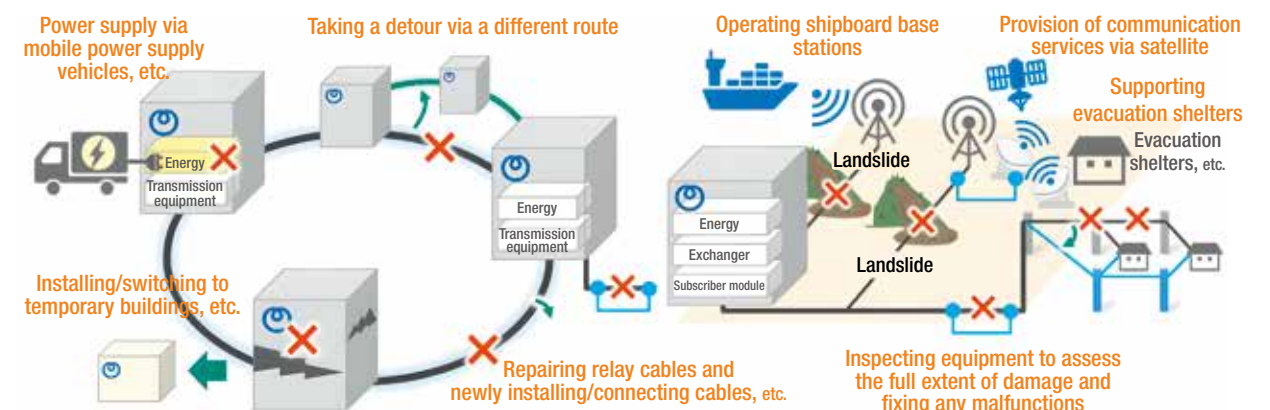 Power supply via
mobile power supply
vehicles, etc.
Taking a detour via a different route
Operating shipboard base
stations
Provision of communication
services via satellite
Supporting
evacuation shelters
Evacuation
shelters, etc.
Energy
Transmission
equipment
Energy
Transmission
equipment
Landslide
Landslide
Energy
Exchanger
Subscriber module
Installing/switching to
temporary buildings, etc.
Repairing relay cables and
newly installing/connecting cables, etc.
Inspecting equipment to assess
the full extent of damage and
fixing any malfunctions